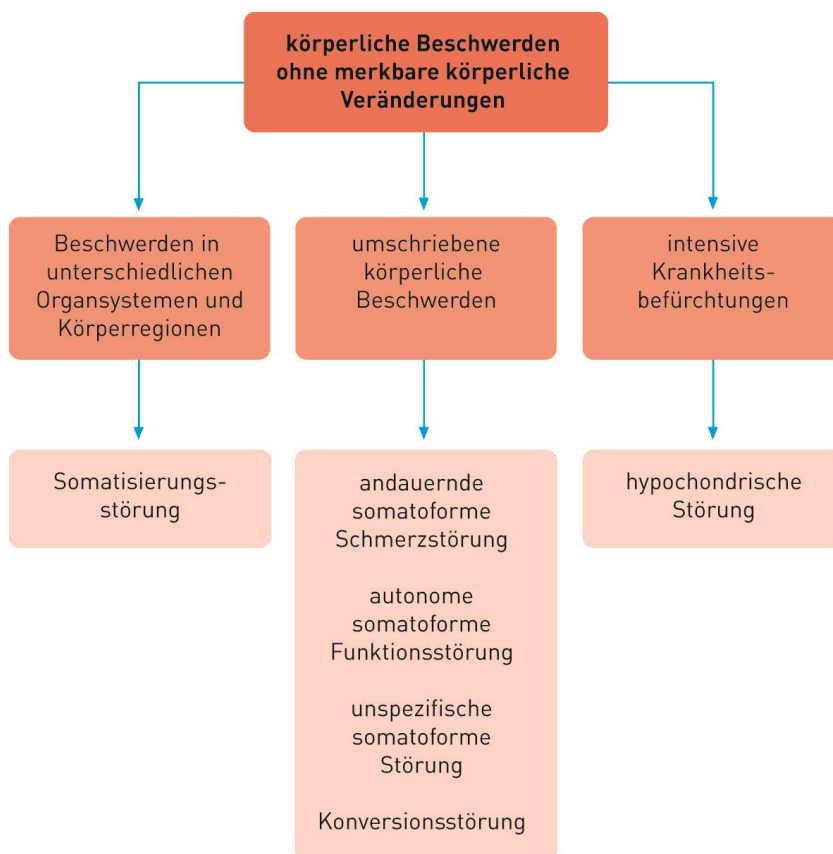 körperliche Beschwerden
ohne merkbare körperliche
Veränderungen
Beschwerden in
unterschiedlichen
Organsystemen und
Körperregionen
umschriebene
körperliche
Beschwerden
intensive
Krankheits-
befürchtungen
Somatisierungs-
störung
andauernde
somatoforme
Schmerzstörung
autonome
somatoforme
Funktionsstörung
unspezifische
somatoforme
Störung
Konversionsstörung
hypochondrische
Störung